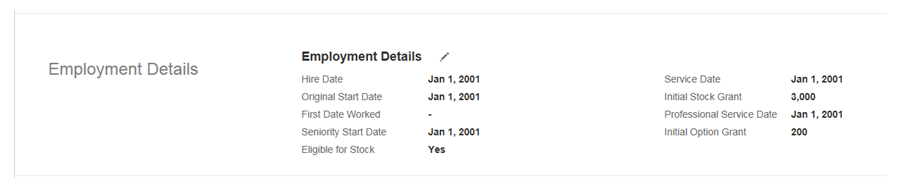 Employment Details
Employment Details
Hire Date Jan 1, 2001 Service Date Jan 1, 2001
Original Start Date Jan 1, 2001 Initial Stock Grant 3,000
First Date Worked - Professional Service Date Jan 1, 2001
Seniority Start Date Jan 1, 2001 Initial Option Grant 200
Eligible for Stock Yes